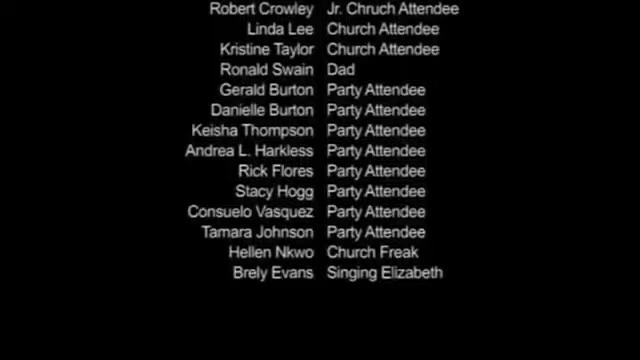 Robert Crowley Jr. Chruch Attendee
Linda Lee Church Attendee
Kristine Taylor Church Attendee
Ronald Swain Dad
Gerald Burton Party Attendee
Danielle Burton Party Attendee
Keisha Thompson Party Attendee
Andrea L. Harkless Party Attendee
Rick Flores Party Attendee
Stacy Hogg Party Attendee
Consuelo Vasquez Party Attendee
Tamara Johnson Party Attendee
Hellen Nkwo Church Freak
Brely Evans Singing Elizabeth